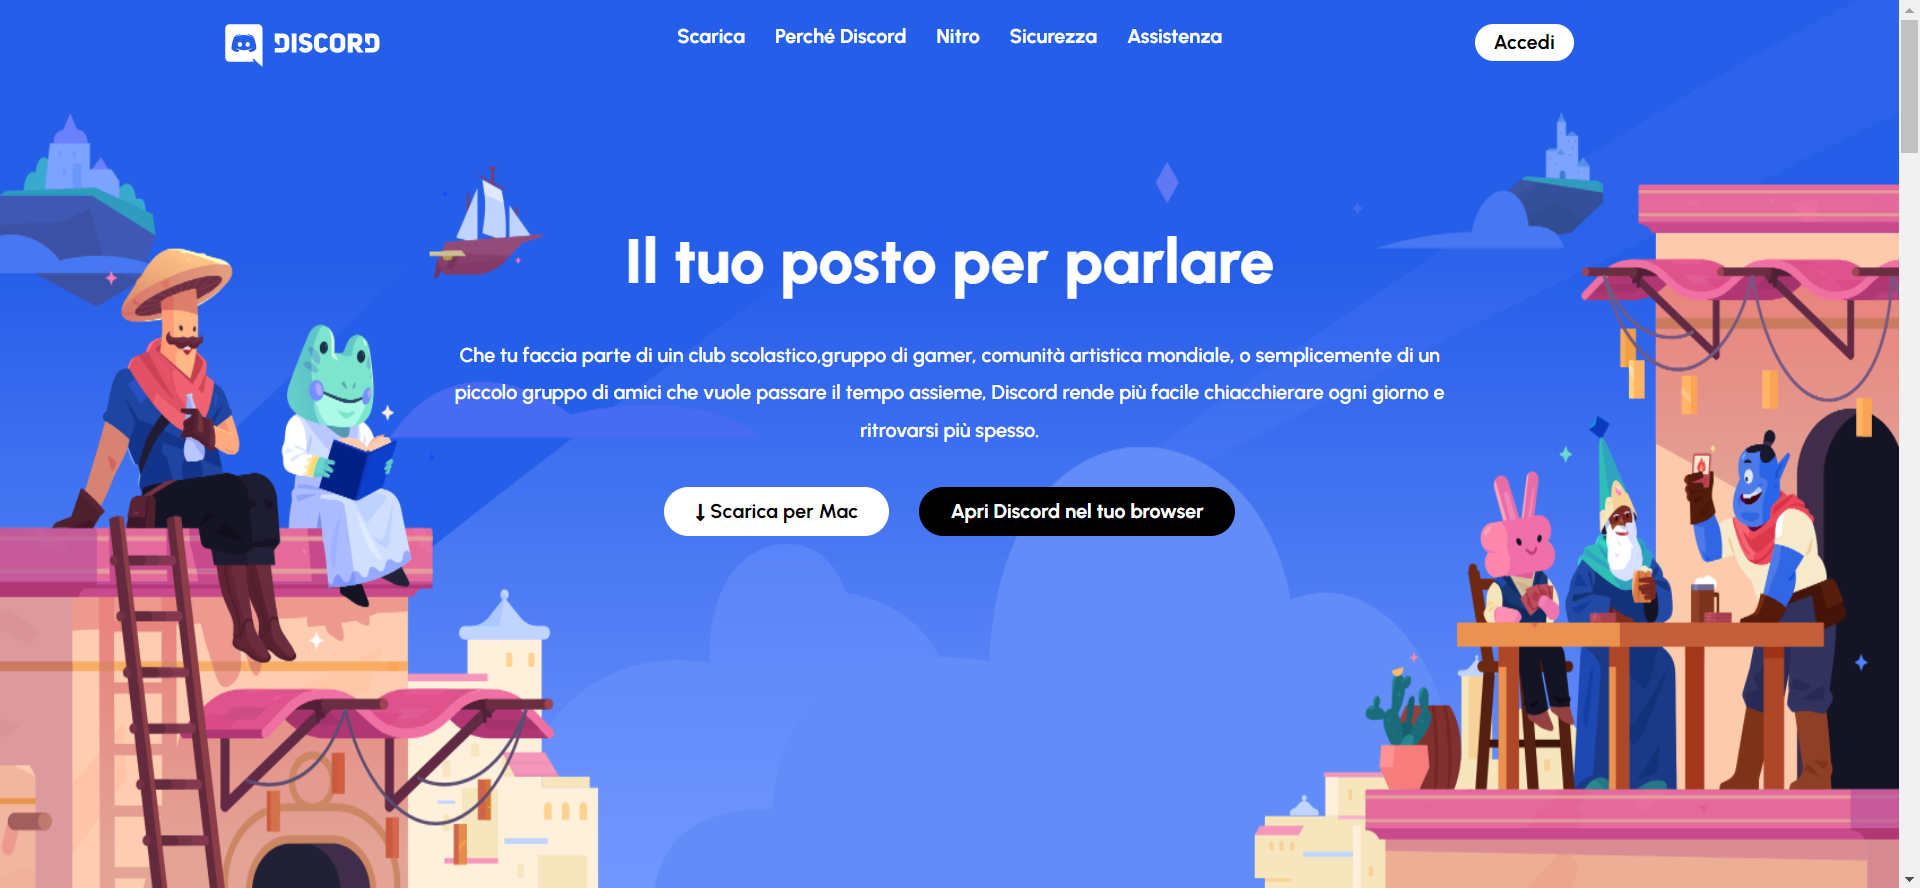 DISCORD
Scarica Perché Discord Nitro Sicurezza Assistenza
Accedi
Il tuo posto per parlare
Che tu faccia parte di uin club scolastico,gruppo di gamer, comunità artistica mondiale, o semplicemente di un
piccolo gruppo di amici che vuole passare il tempo assieme, Discord rende più facile chiacchierare ogni giorno e
ritrovarsi più spesso.
Scarica per Mac
Apri Discord nel tuo browser